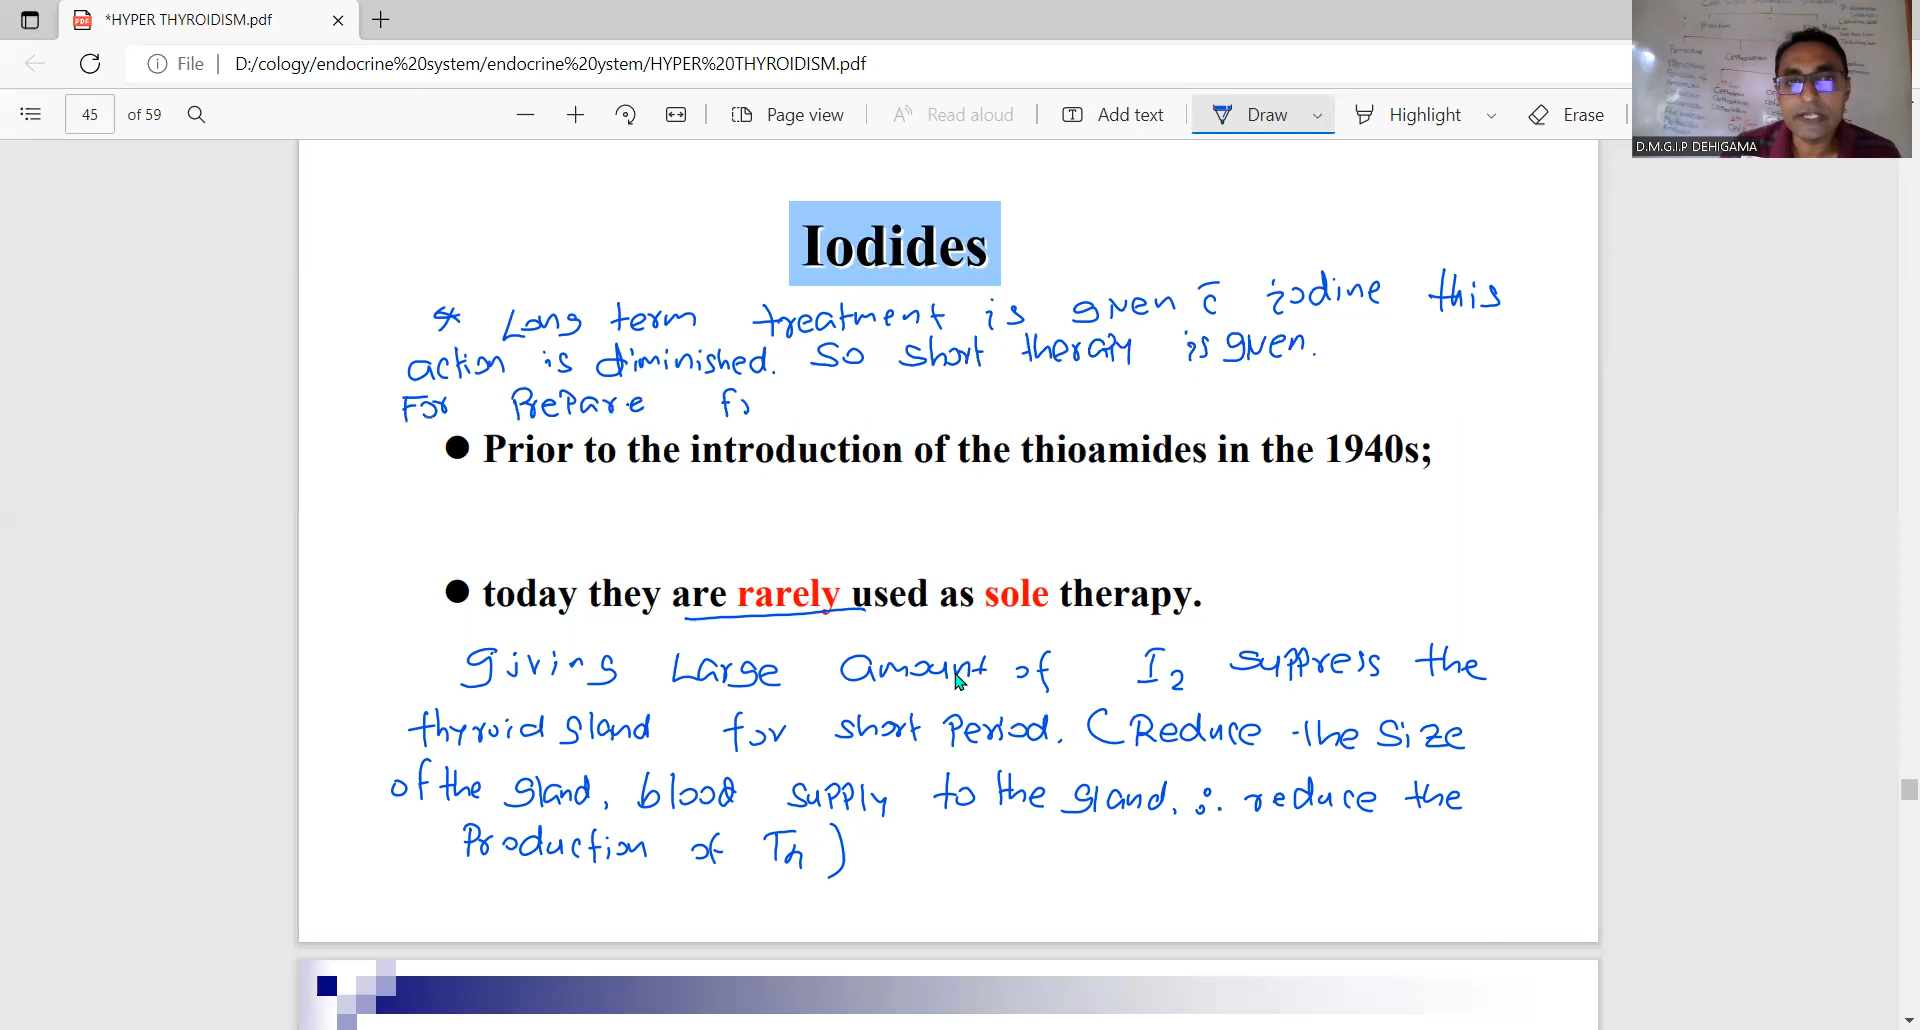 *HYPER THYROIDISM.pdf
File D:/cology/endocrine%20system/endocrine%20ystem/HYPER%20THYROIDISM.pdf
45 of 59 Page view Read aloud Add text Draw Highlight Erase
D.M.G.I.P DEHIGAMA
Iodides
* Long term treatment is given c̄ iodine this
action is diminished. So short therapy is given.
For Prepare fo
● Prior to the introduction of the thioamides in the 1940s;
● today they are rarely used as sole therapy.
giving Large amount of I2 suppress the
thyroid gland for short period. (Reduce the size
of the gland, blood supply to the gland, ∴ reduce the
Production of Th)